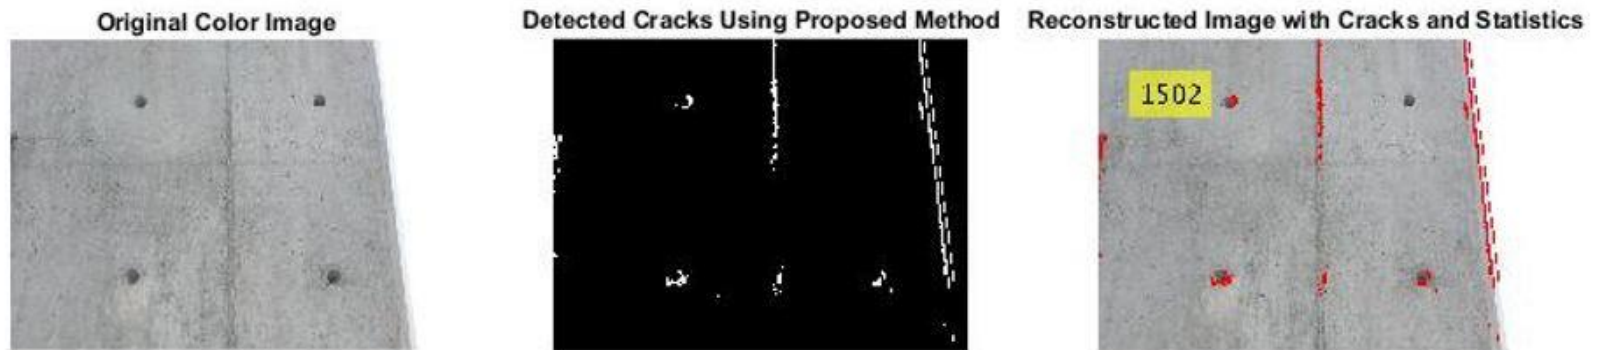 Original Color Image
Detected Cracks Using Proposed Method
Reconstructed Image with Cracks and Statistics
1502